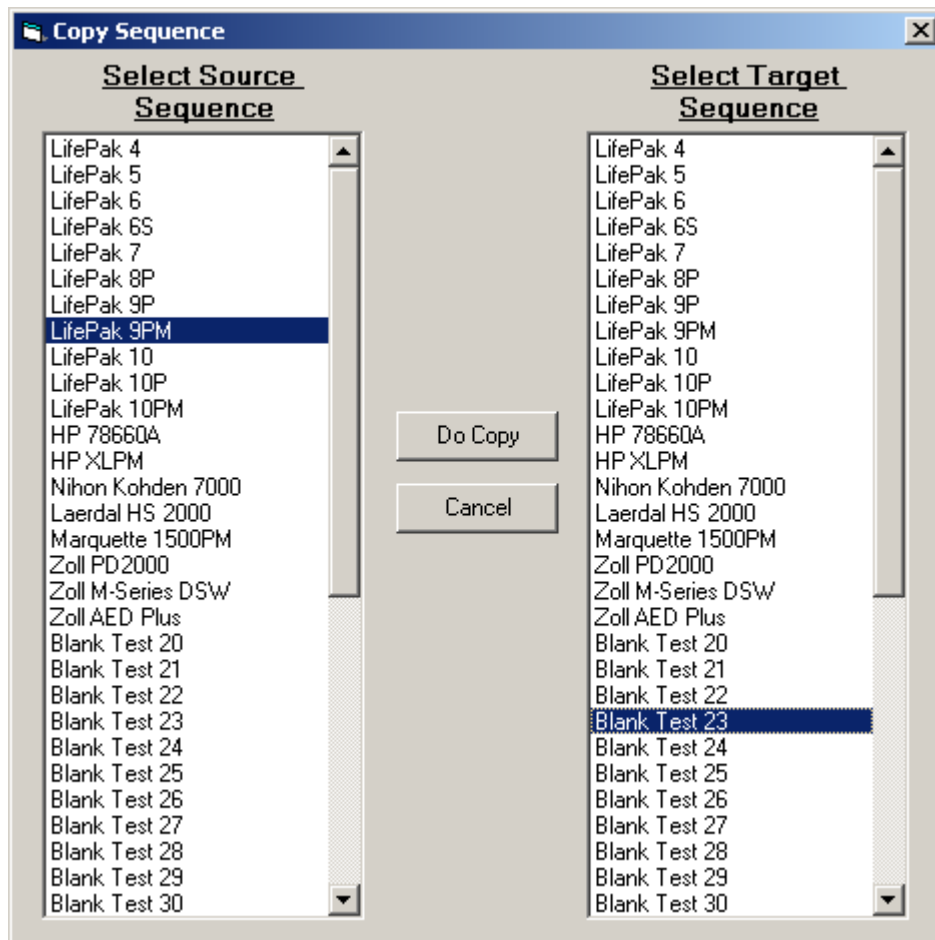 Copy Sequence
Select Source
Sequence
LifePak 4
LifePak 5
LifePak 6
LifePak 6S
LifePak 7
LifePak 8P
LifePak 9P
LifePak 9PM
LifePak 10
LifePak 10P
LifePak 10PM
HP 78660A
HP XLPM
Nihon Kohden 7000
Laerdal HS 2000
Marquette 1500PM
Zoll PD2000
Zoll M-Series DSW
Zoll AED Plus
Blank Test 20
Blank Test 21
Blank Test 22
Blank Test 23
Blank Test 24
Blank Test 25
Blank Test 26
Blank Test 27
Blank Test 28
Blank Test 29
Blank Test 30
Do Copy
Cancel
Select Target
Sequence
LifePak 4
LifePak 5
LifePak 6
LifePak 6S
LifePak 7
LifePak 8P
LifePak 9P
LifePak 9PM
LifePak 10
LifePak 10P
LifePak 10PM
HP 78660A
HP XLPM
Nihon Kohden 7000
Laerdal HS 2000
Marquette 1500PM
Zoll PD2000
Zoll M-Series DSW
Zoll AED Plus
Blank Test 20
Blank Test 21
Blank Test 22
Blank Test 23
Blank Test 24
Blank Test 25
Blank Test 26
Blank Test 27
Blank Test 28
Blank Test 29
Blank Test 30